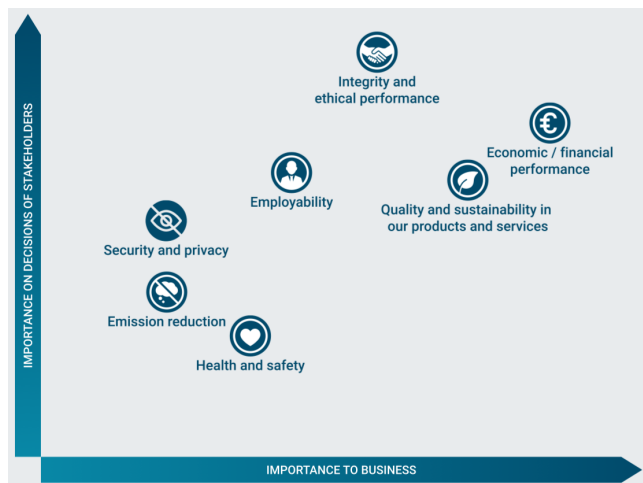 IMPORTANCE ON DECISIONS OF STAKEHOLDERS
Integrity and
ethical performance
€
Economic / financial
performance
Employability
Quality and sustainability in
our products and services
Security and privacy
Emission reduction
Health and safety
IMPORTANCE TO BUSINESS